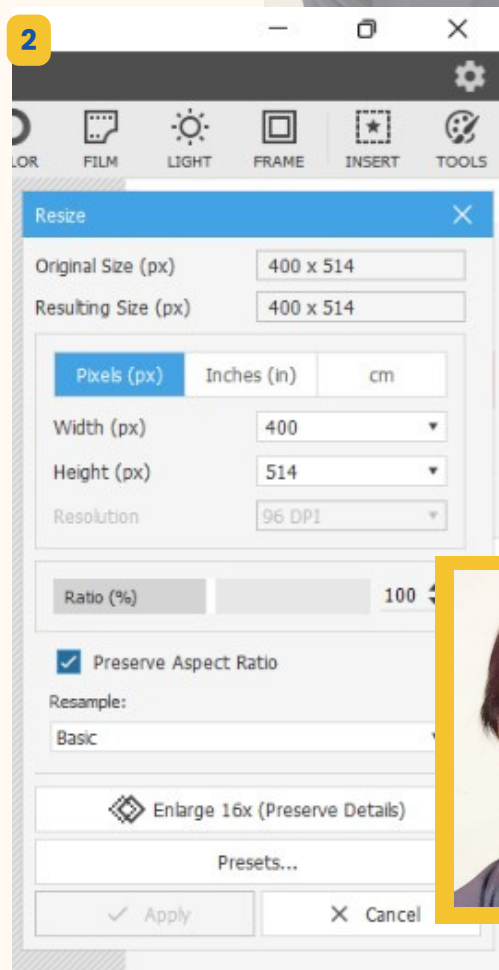 2
LOR FILM LIGHT FRAME INSERT TOOLS
Resize
Original Size (px) 400 x 514
Resulting Size (px) 400 x 514
Pixels (px) Inches (in) cm
Width (px) 400
Height (px) 514
Resolution 96 DPI
Ratio (%) 100
Preserve Aspect Ratio
Resample:
Basic
Enlarge 16x (Preserve Details)
Presets...
Apply Cancel